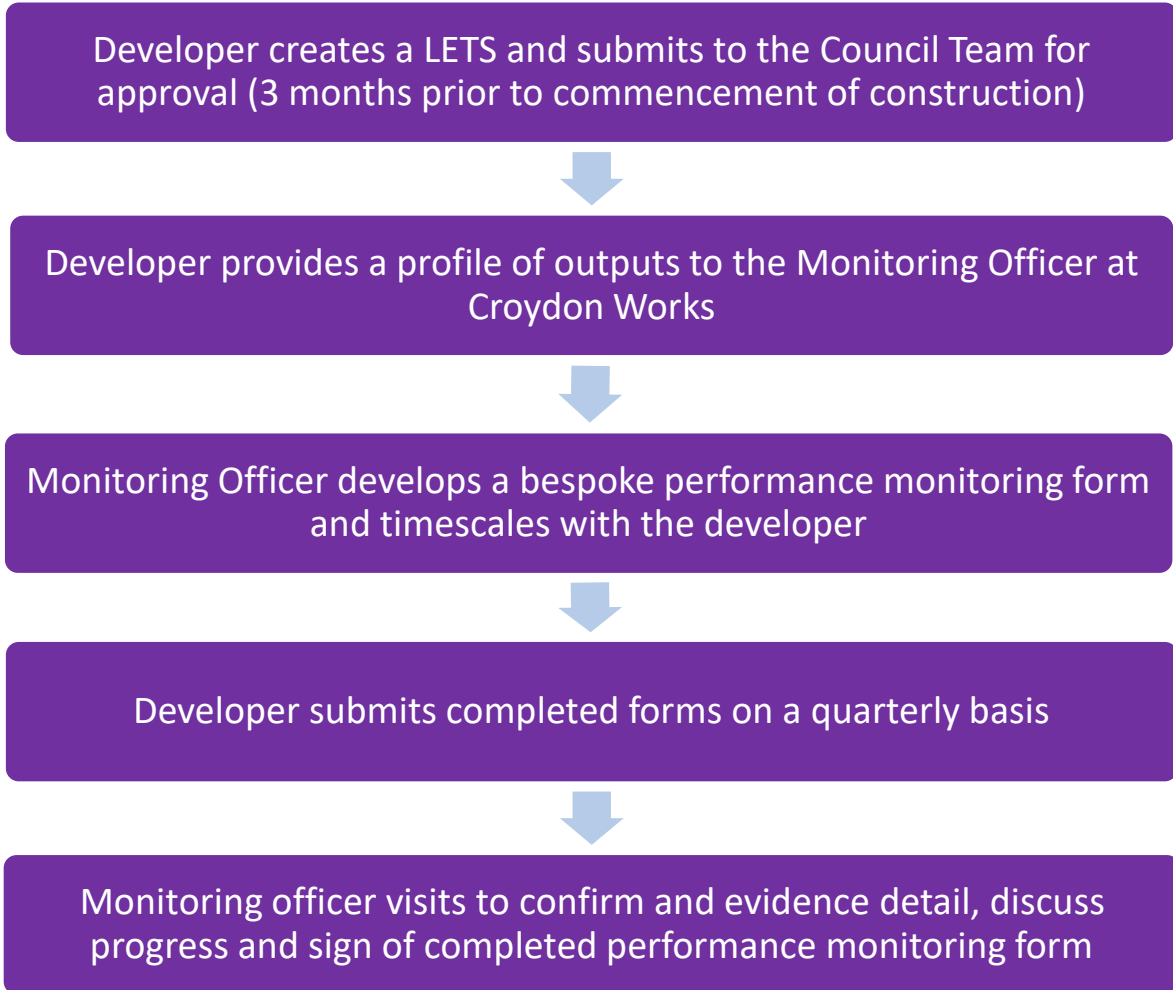 Developer creates a LETS and submits to the Council Team for
approval (3 months prior to commencement of construction)
Developer provides a profile of outputs to the Monitoring Officer at
Croydon Works
Monitoring Officer develops a bespoke performance monitoring form
and timescales with the developer
Developer submits completed forms on a quarterly basis
Monitoring officer visits to confirm and evidence detail, discuss
progress and sign of completed performance monitoring form